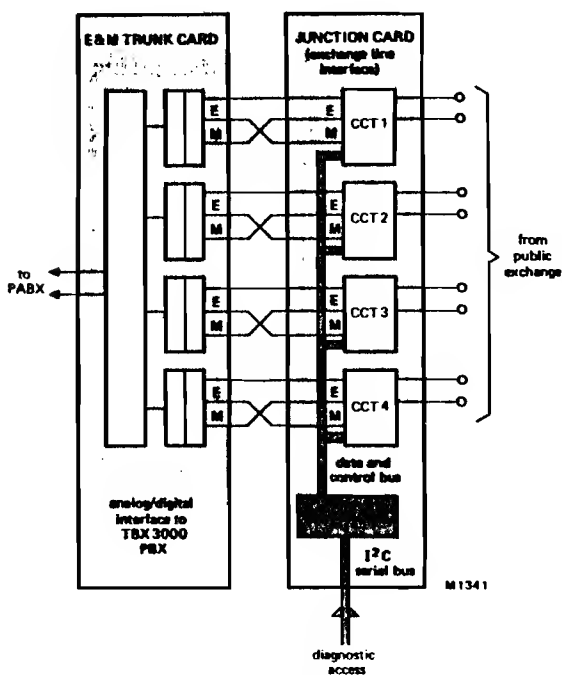 E&M TRUNK CARD
JUNCTION CARD
(exchange line
interface)
E
M
E
M
CCT 1
E
M
E
M
CCT 2
E
M
E
M
CCT 3
E
M
E
M
CCT 4
to
PABX
from
public
exchange
data and
control bus
analog/digital
interface to
TBX 3000
PBX
I²C
serial bus
M1341
diagnostic
access